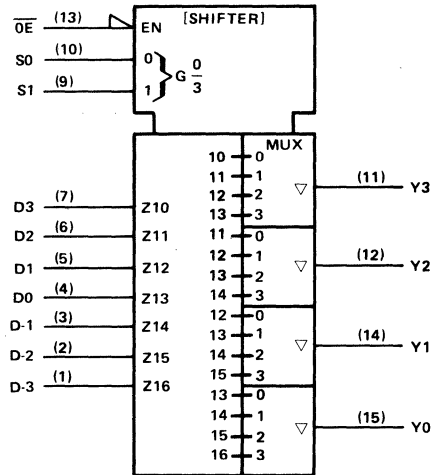 [SHIFTER]
OE (13) EN
S0 (10) 0
S1 (9) 1
G 0/3
MUX
D3 (7) Z10
D2 (6) Z11
D1 (5) Z12
D0 (4) Z13
D-1 (3) Z14
D-2 (2) Z15
D-3 (1) Z16
10 0
11 1
12 2
13 3
▽ (11) Y3
11 0
12 1
13 2
14 3
▽ (12) Y2
12 0
13 1
14 2
15 3
▽ (14) Y1
13 0
14 1
15 2
16 3
▽ (15) Y0